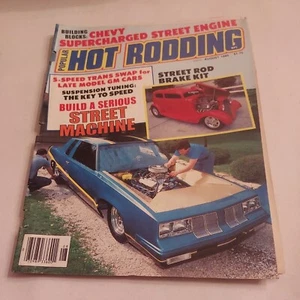 BUILDING
BLOCKS:
CHEVY
SUPERCHARGED STREET ENGINE
POPULAR
HOT RODDING
5-SPEED TRANS SWAP for
LATE MODEL GM CARS
SUSPENSION TUNING:
THE KEY TO SPEED
BUILD A SERIOUS
STREET
MACHINE
STREET ROD
BRAKE KIT